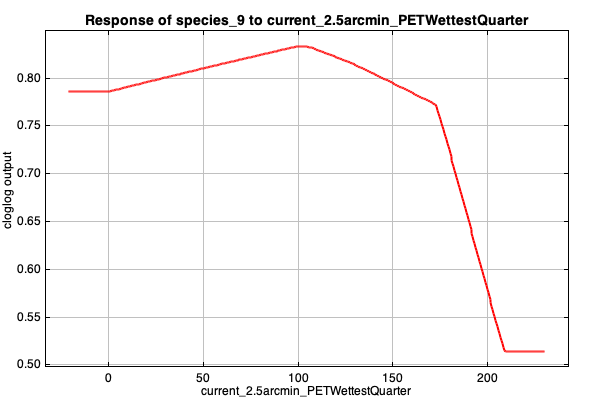 Response of species_9 to current_2.5arcmin_PETWettestQuarter
0.80
0.75
0.70
0.65
0.60
0.55
0.50
cloglog output
0 50 100 150 200
current_2.5arcmin_PETWettestQuarter